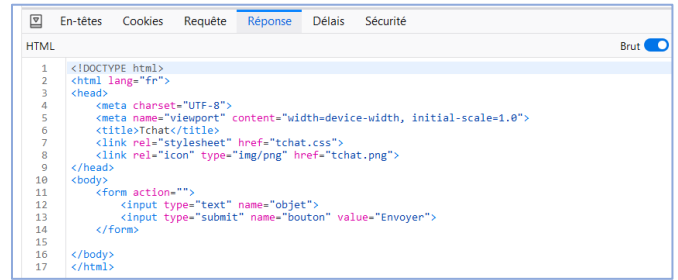 En-têtes Cookies Requête Réponse Délais Sécurité
HTML Brut
1 <!DOCTYPE html>
2 <html lang="fr">
3 <head>
4 <meta charset="UTF-8">
5 <meta name="viewport" content="width=device-width, initial-scale=1.0">
6 <title>Tchat</title>
7 <link rel="stylesheet" href="tchat.css">
8 <link rel="icon" type="img/png" href="tchat.png">
9 </head>
10 <body>
11 <form action="">
12 <input type="text" name="objet">
13 <input type="submit" name="bouton" value="Envoyer">
14 </form>
15
16 </body>
17 </html>